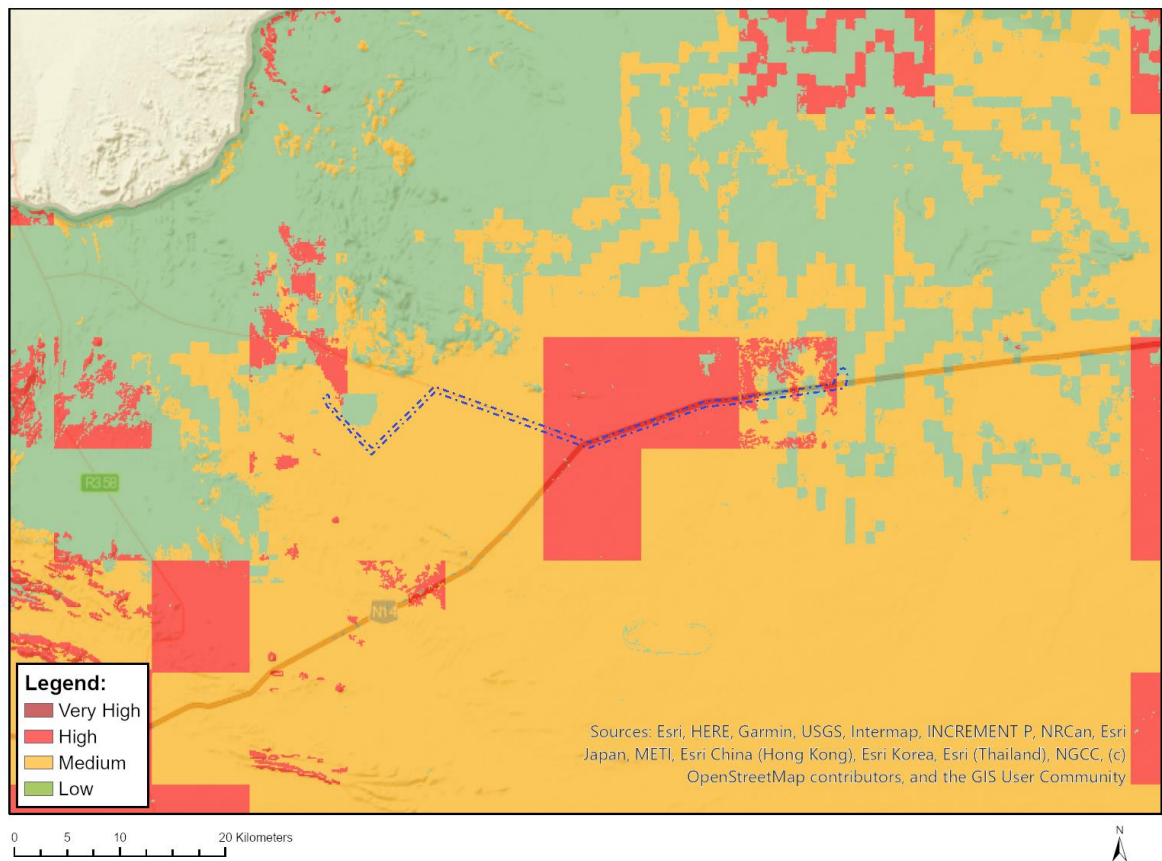 R358
N14
Legend:
Very High
High
Medium
Low
Sources: Esri, HERE, Garmin, USGS, Intermap, INCREMENT P, NRCan, Esri
Japan, METI, Esri China (Hong Kong), Esri Korea, Esri (Thailand), NGCC, (c)
OpenStreetMap contributors, and the GIS User Community
0 5 10 20 Kilometers
N